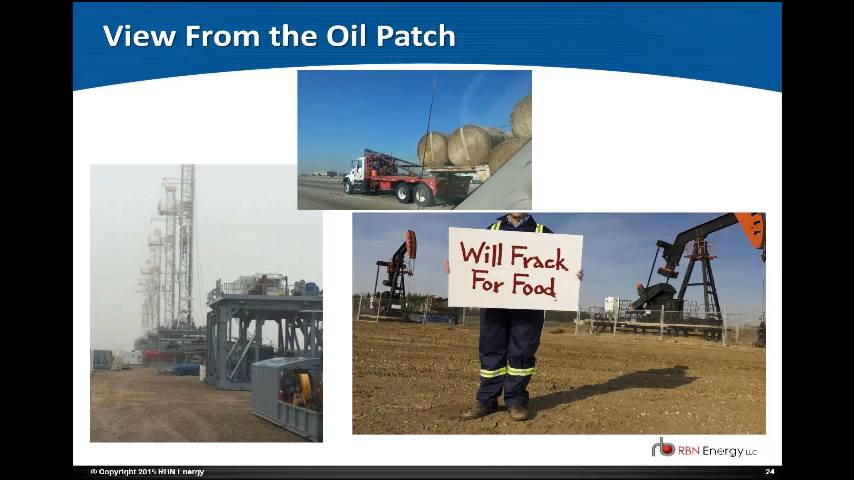 View From the Oil Patch
Will Frack
For Food
RBN Energy LLC
© Copyright 2015 RBN Energy
24